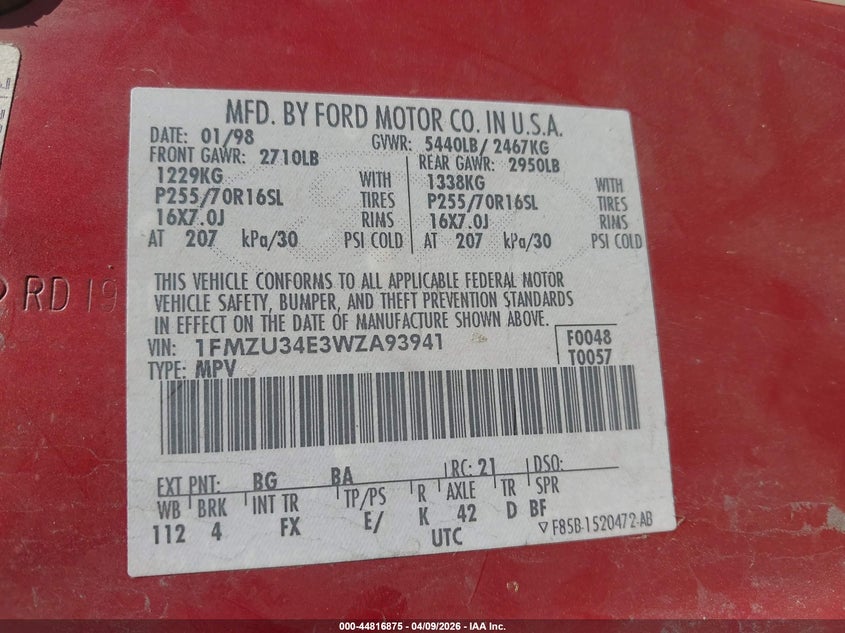 MFD. BY FORD MOTOR CO. IN U.S.A.
DATE: 01/98 GVWR: 5440LB/ 2467KG
FRONT GAWR: 2710LB REAR GAWR: 2950LB
1229KG WITH 1338KG WITH
P255/70R16SL TIRES P255/70R16SL TIRES
16X7.0J RIMS 16X7.0J RIMS
AT 207 kPa/30 PSI COLD AT 207 kPa/30 PSI COLD
THIS VEHICLE CONFORMS TO ALL APPLICABLE FEDERAL MOTOR
VEHICLE SAFETY, BUMPER, AND THEFT PREVENTION STANDARDS
IN EFFECT ON THE DATE OF MANUFACTURE SHOWN ABOVE.
VIN: 1FMZU34E3WZA93941 F0048
TYPE: MPV T0057
EXT PNT: BG BA RC: 21 DSO:
WB BRK INT TR TP/PS R AXLE TR SPR
112 4 FX E/ K 42 D BF
UTC ▽F85B-1520472-AB
RD 19
000-44816875 - 04/09/2026 - IAA Inc.